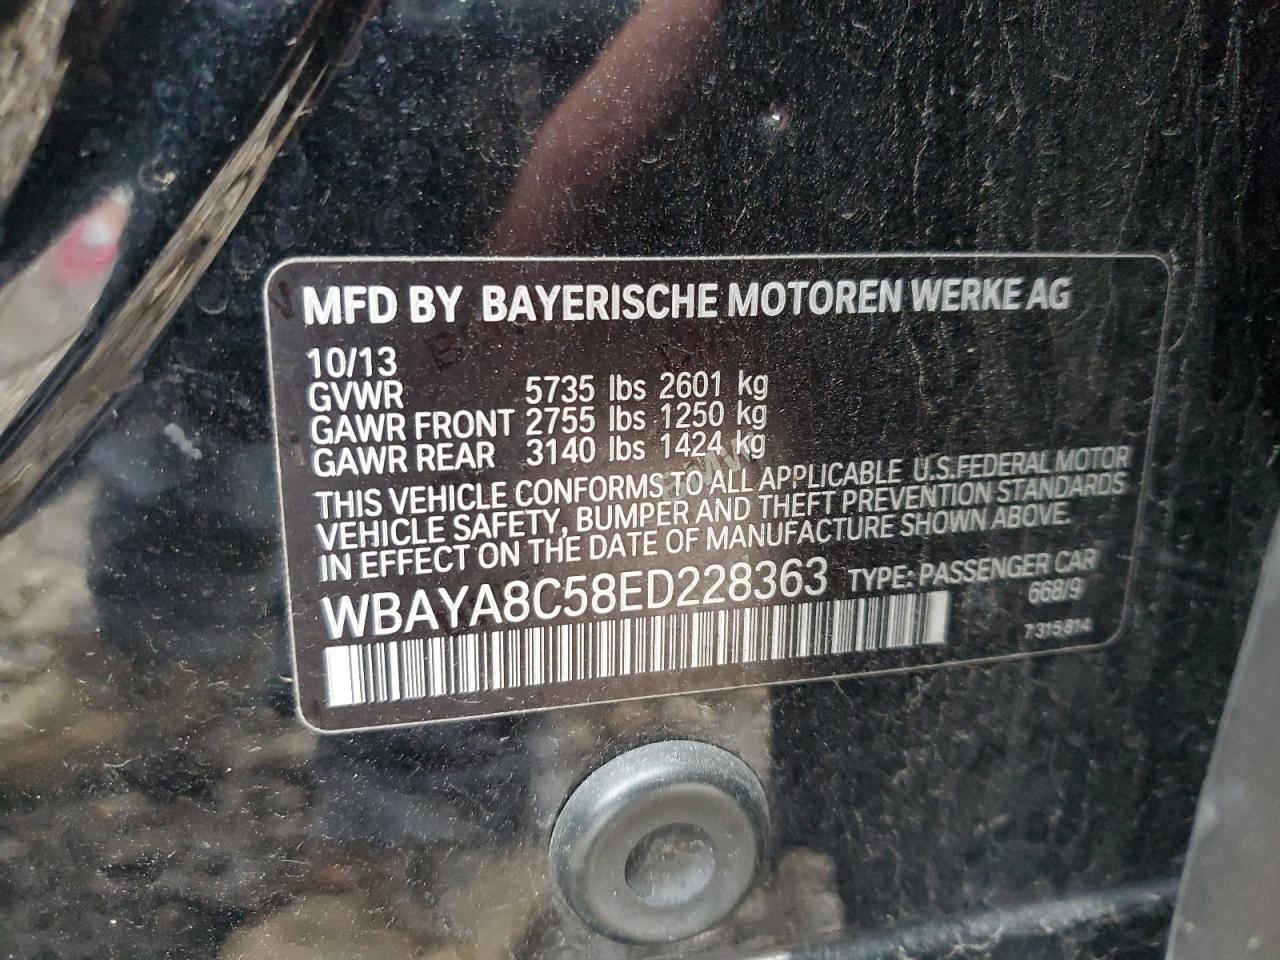 MFD BY BAYERISCHE MOTOREN WERKE AG
10/13
GVWR 5735 lbs 2601 kg
GAWR FRONT 2755 lbs 1250 kg
GAWR REAR 3140 lbs 1424 kg
THIS VEHICLE CONFORMS TO ALL APPLICABLE U.S.FEDERAL MOTOR
VEHICLE SAFETY, BUMPER AND THEFT PREVENTION STANDARDS
IN EFFECT ON THE DATE OF MANUFACTURE SHOWN ABOVE.
WBAYA8C58ED228363 TYPE: PASSENGER CAR
668/9
7 315 814